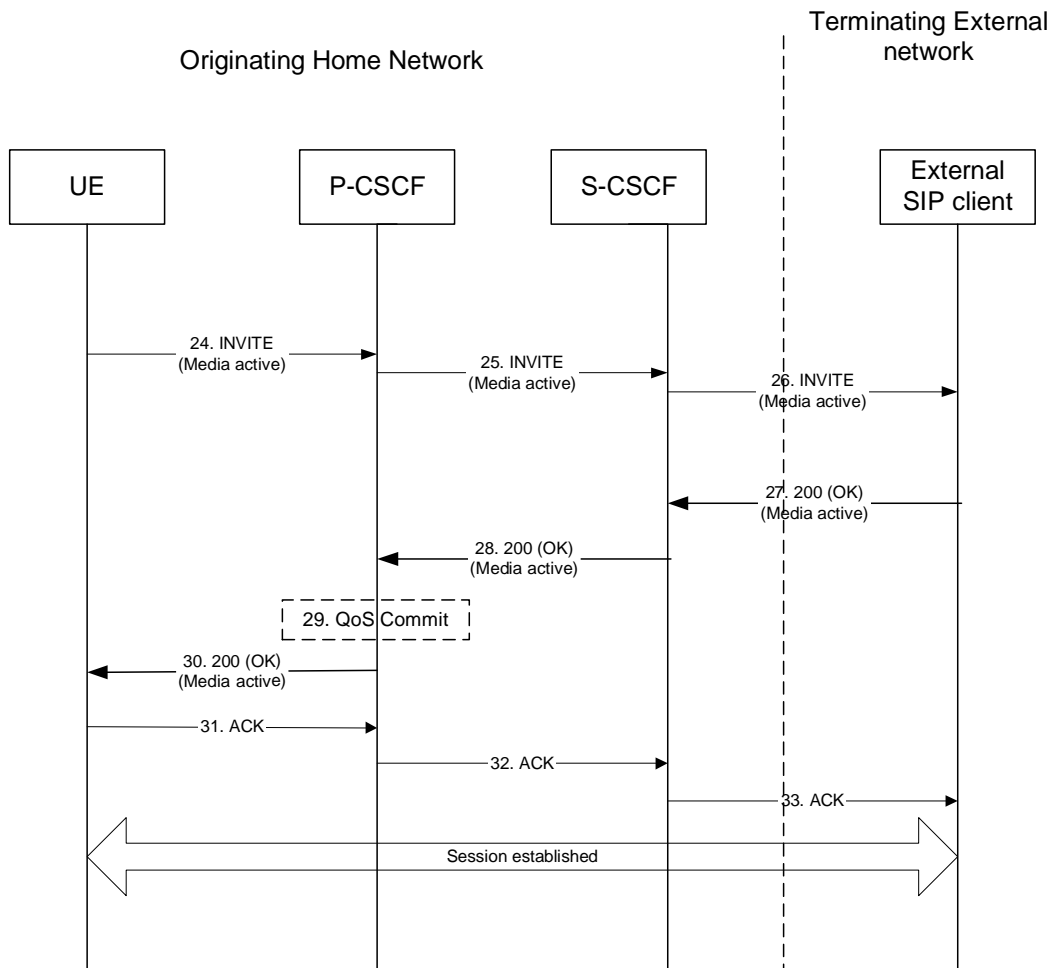 Originating Home Network
Terminating External
network
UE
P-CSCF
S-CSCF
External
SIP client
24. INVITE
(Media active)
25. INVITE
(Media active)
26. INVITE
(Media active)
27. 200 (OK)
(Media active)
28. 200 (OK)
(Media active)
29. QoS Commit
30. 200 (OK)
(Media active)
31. ACK
32. ACK
33. ACK
Session established